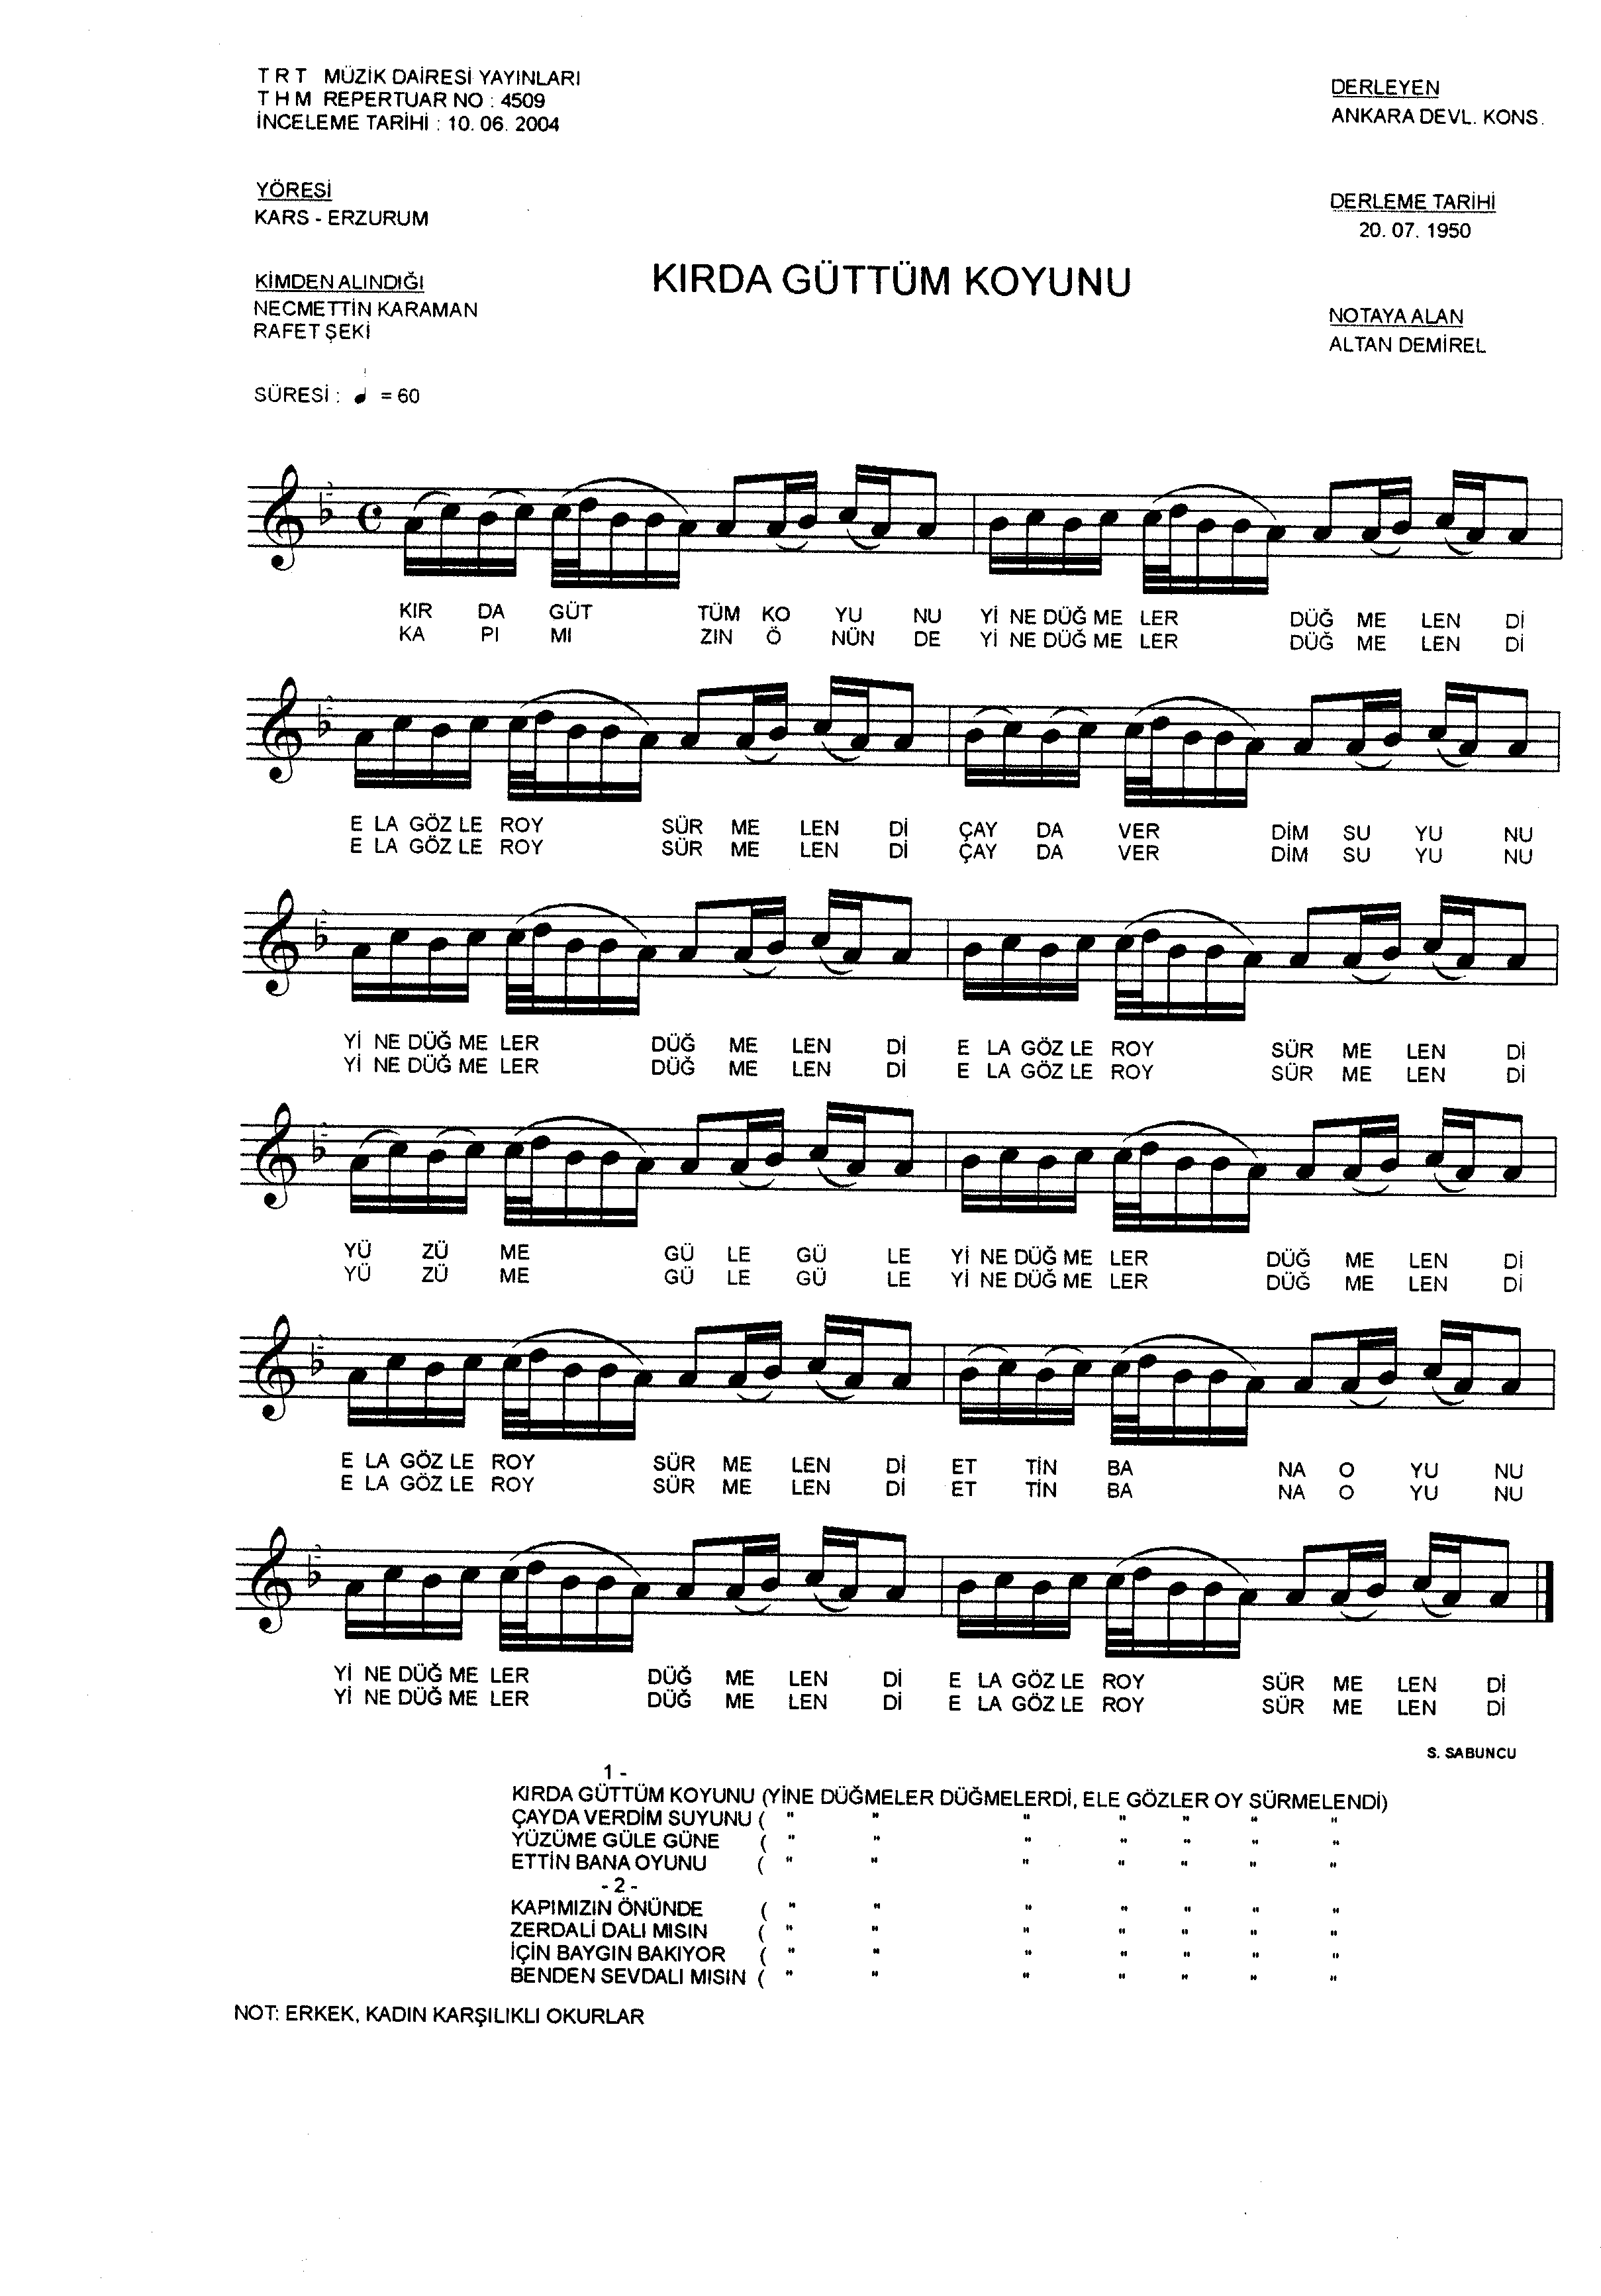 T R T MÜZİK DAİRESİ YAYINLARI
T H M REPERTUAR NO : 4509
İNCELEME TARİHİ : 10. 06. 2004
DERLEYEN
ANKARA DEVL. KONS.
YÖRESİ
KARS - ERZURUM
DERLEME TARİHİ
20. 07. 1950
KIRDA GÜTTÜM KOYUNU
KİMDEN ALINDIĞI
NECMETTİN KARAMAN
RAFET ŞEKİ
NOTAYA ALAN
ALTAN DEMİREL
SÜRESİ : ♩ = 60
KIR DA GÜT TÜM KO YU NU Yİ NE DÜĞ ME LER DÜĞ ME LEN Dİ
KA PI MI ZIN Ö NÜN DE Yİ NE DÜĞ ME LER DÜĞ ME LEN Dİ
E LA GÖZ LE ROY SÜR ME LEN Dİ ÇAY DA VER DİM SU YU NU
E LA GÖZ LE ROY SÜR ME LEN Dİ ÇAY DA VER DİM SU YU NU
Yİ NE DÜĞ ME LER DÜĞ ME LEN Dİ E LA GÖZ LE ROY SÜR ME LEN Dİ
Yİ NE DÜĞ ME LER DÜĞ ME LEN Dİ E LA GÖZ LE ROY SÜR ME LEN Dİ
YÜ ZÜ ME GÜ LE GÜ LE Yİ NE DÜĞ ME LER DÜĞ ME LEN Dİ
YÜ ZÜ ME GÜ LE GÜ LE Yİ NE DÜĞ ME LER DÜĞ ME LEN Dİ
E LA GÖZ LE ROY SÜR ME LEN Dİ ET TİN BA NA O YU NU
E LA GÖZ LE ROY SÜR ME LEN Dİ ET TİN BA NA O YU NU
Yİ NE DÜĞ ME LER DÜĞ ME LEN Dİ E LA GÖZ LE ROY SÜR ME LEN Dİ
Yİ NE DÜĞ ME LER DÜĞ ME LEN Dİ E LA GÖZ LE ROY SÜR ME LEN Dİ
S. SABUNCU
1 -
KIRDA GÜTTÜM KOYUNU (YİNE DÜĞMELER DÜĞMELERDİ, ELE GÖZLER OY SÜRMELENDİ)
ÇAYDA VERDİM SUYUNU ( " " " " " " "
YÜZÜME GÜLE GÜNE ( " " " " " " "
ETTİN BANA OYUNU ( " " " " " " "
- 2 -
KAPIMIZIN ÖNÜNDE ( " " " " " " "
ZERDALİ DALI MISIN ( " " " " " " "
İÇİN BAYGIN BAKIYOR ( " " " " " " "
BENDEN SEVDALI MISIN ( " " " " " " "
NOT: ERKEK, KADIN KARŞILIKLI OKURLAR